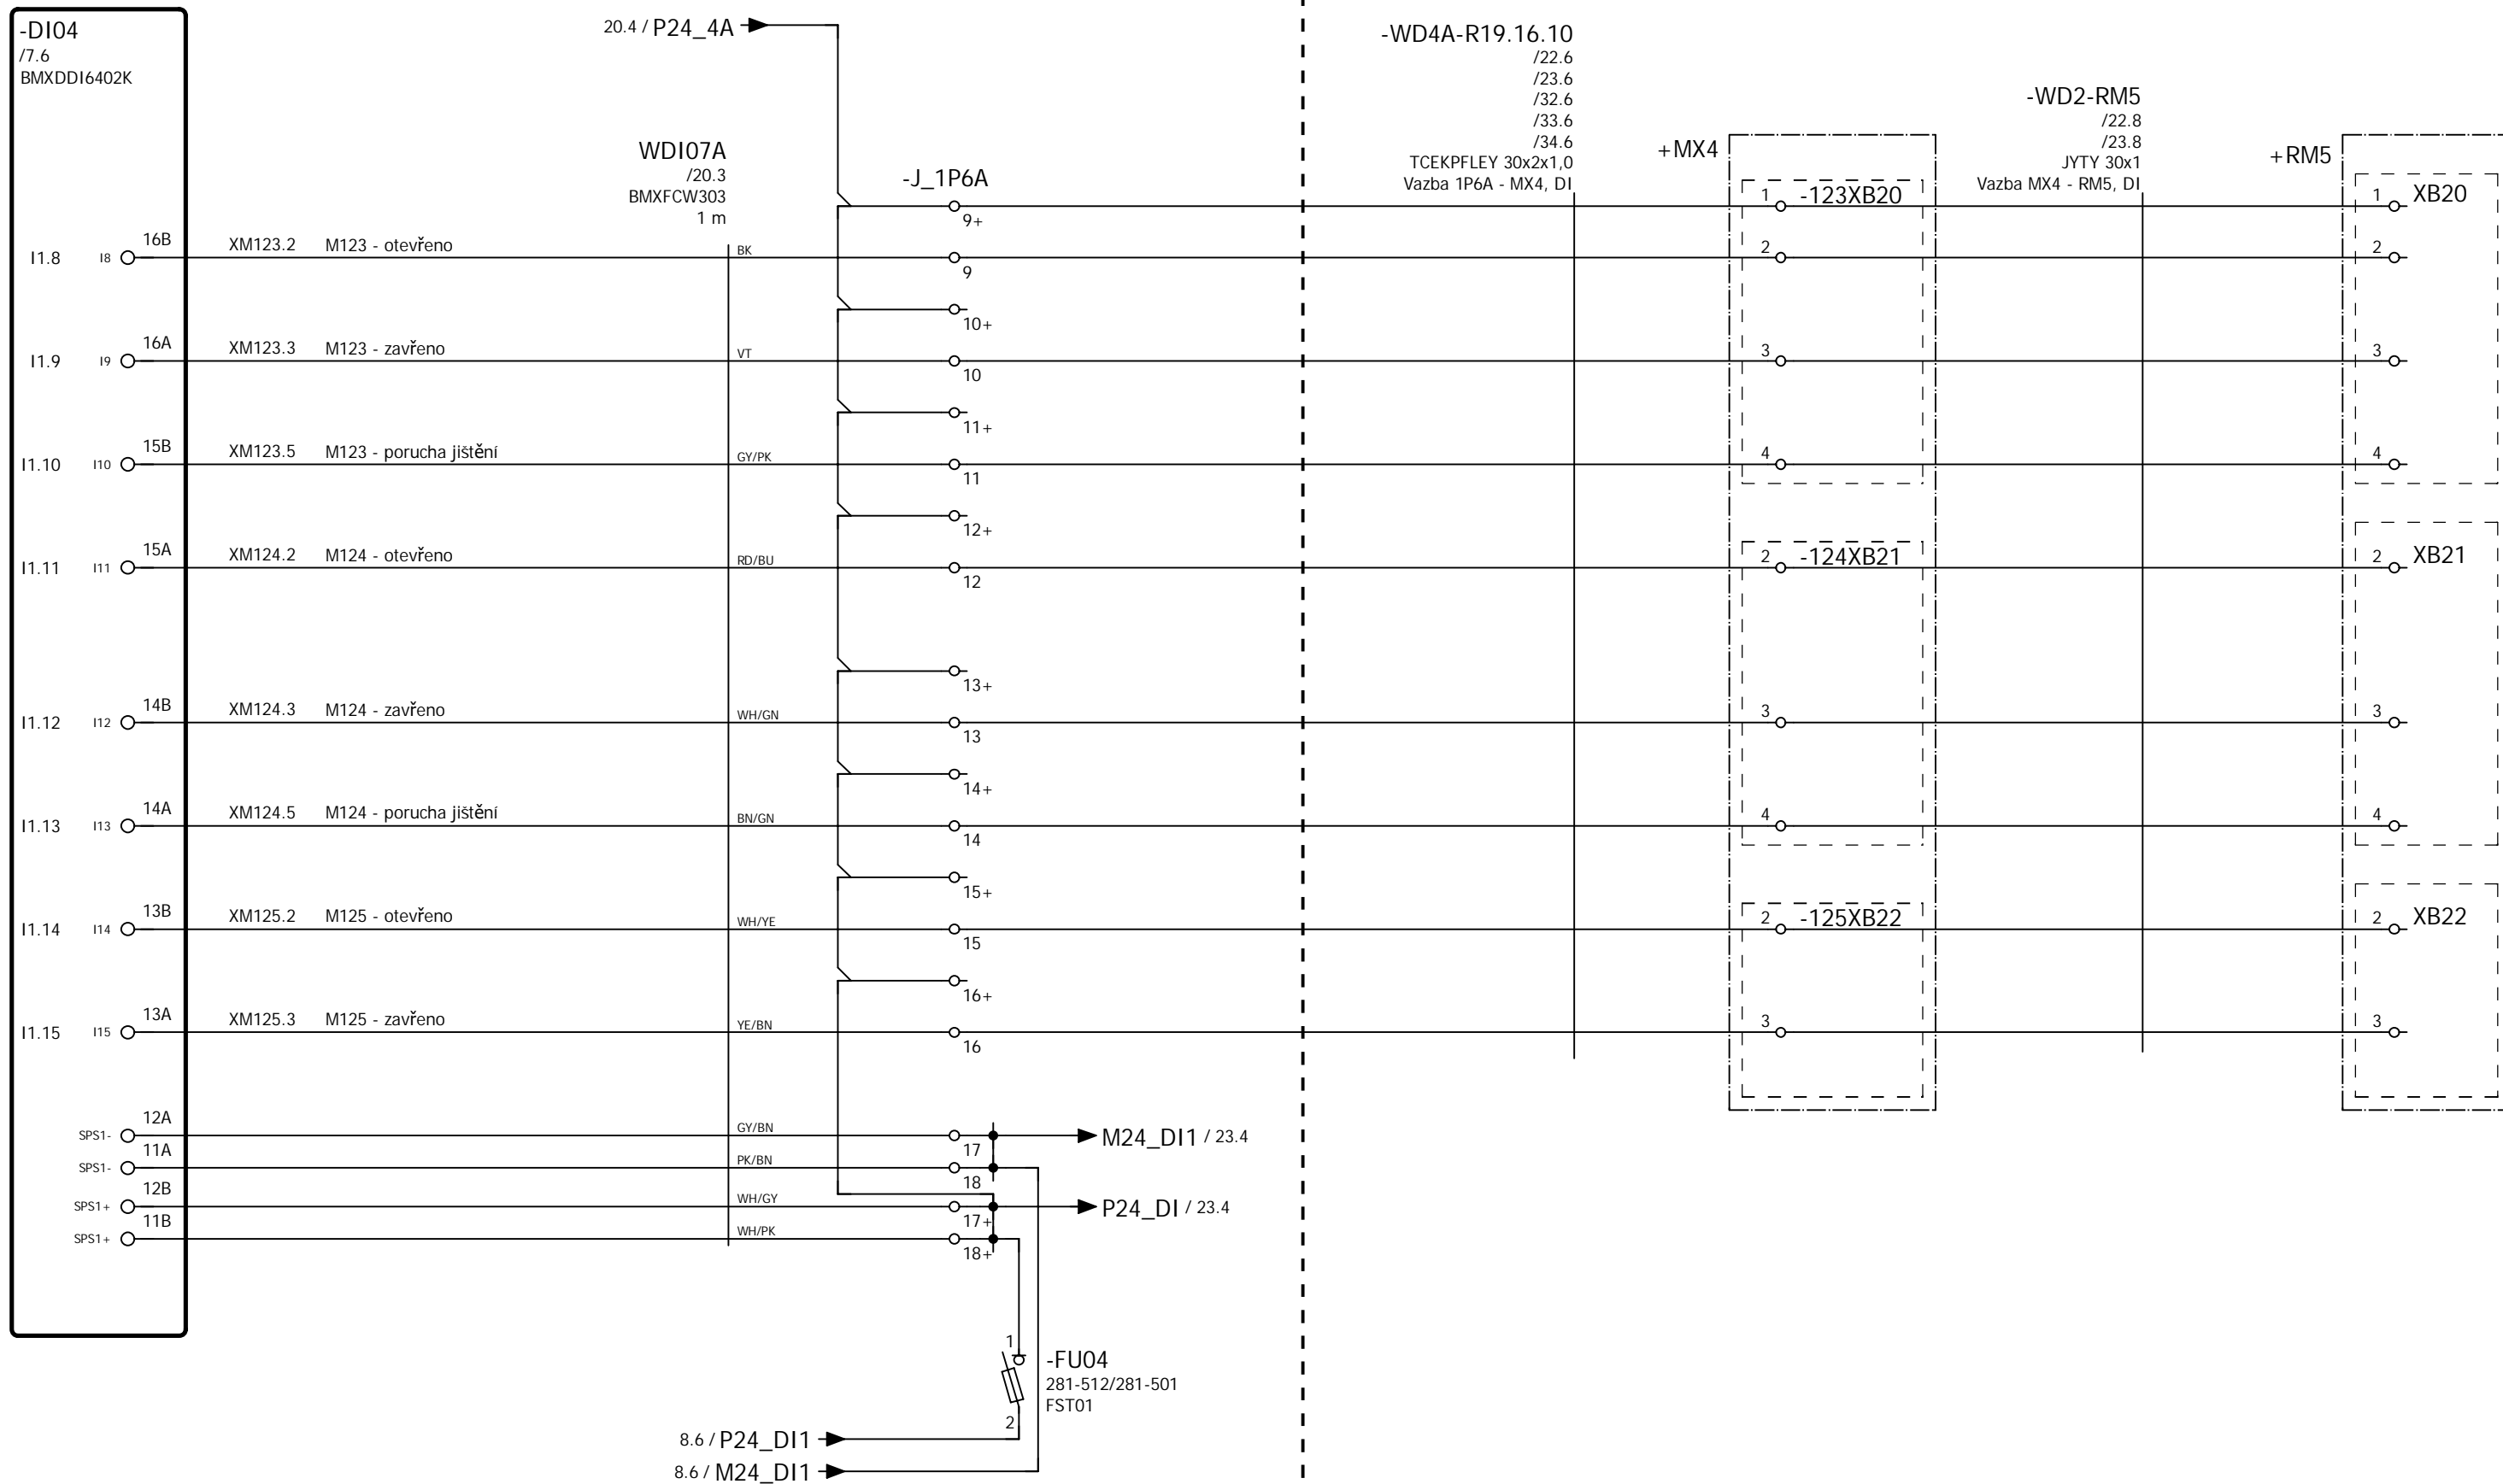 -DI04
/7.6
BMXDDI6402K
20.4 / P24_4A
-WD4A-R19.16.10
/22.6
/23.6
/32.6
/33.6
/34.6
TCEKPFLEY 30x2x1,0
Vazba 1P6A - MX4, DI
-WD2-RM5
/22.8
/23.8
JYTY 30x1
Vazba MX4 - RM5, DI
WDI07A
/20.3
BMXFCW303
1 m
-J_1P6A
+MX4
+RM5
9+
1 -123XB20
1 XB20
I1.8 I8 16B XM123.2 M123 - otevřeno BK 9 2 2
10+
I1.9 I9 16A XM123.3 M123 - zavřeno VT 10 3 3
11+
I1.10 I10 15B XM123.5 M123 - porucha jištění GY/PK 11 4 4
12+
I1.11 I11 15A XM124.2 M124 - otevřeno RD/BU 12 2 -124XB21 2 XB21
13+
I1.12 I12 14B XM124.3 M124 - zavřeno WH/GN 13 3 3
14+
I1.13 I13 14A XM124.5 M124 - porucha jištění BN/GN 14 4 4
15+
I1.14 I14 13B XM125.2 M125 - otevřeno WH/YE 15 2 -125XB22 2 XB22
16+
I1.15 I15 13A XM125.3 M125 - zavřeno YE/BN 16 3 3
SPS1- 12A GY/BN 17 M24_DI1 / 23.4
SPS1- 11A PK/BN 18
SPS1+ 12B WH/GY 17+ P24_DI / 23.4
SPS1+ 11B WH/PK 18+
1
-FU04
281-512/281-501
FST01
2
8.6 / P24_DI1
8.6 / M24_DI1